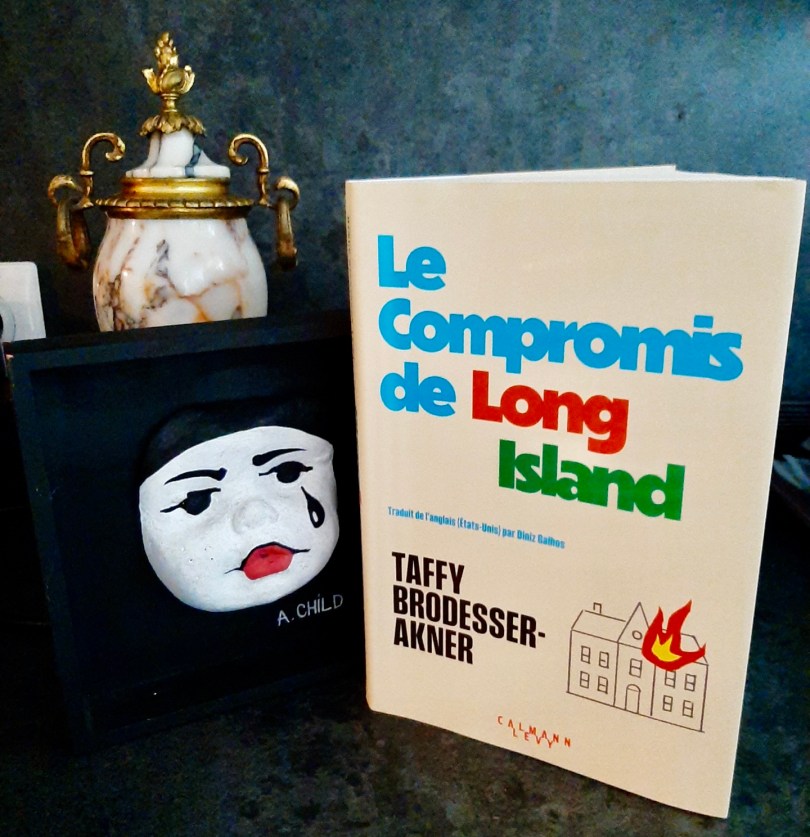 Le
Compromis
de Long
Island
Traduit de l'anglais (États-Unis) par Diniz Galhos
TAFFY
BRODESSER-
AKNER
CALMANN
LEVY
A. CHILD